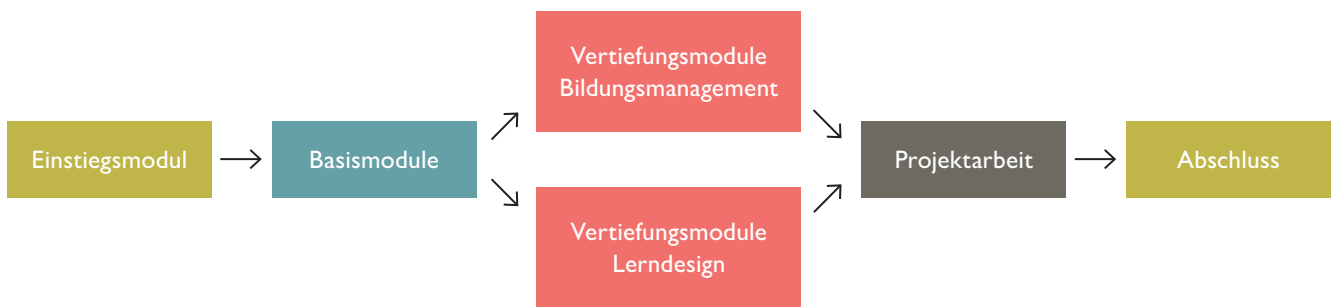 Einstiegsmodul
Basismodule
Vertiefungsmodule
Bildungsmanagement
Vertiefungsmodule
Lerndesign
Projektarbeit
Abschluss